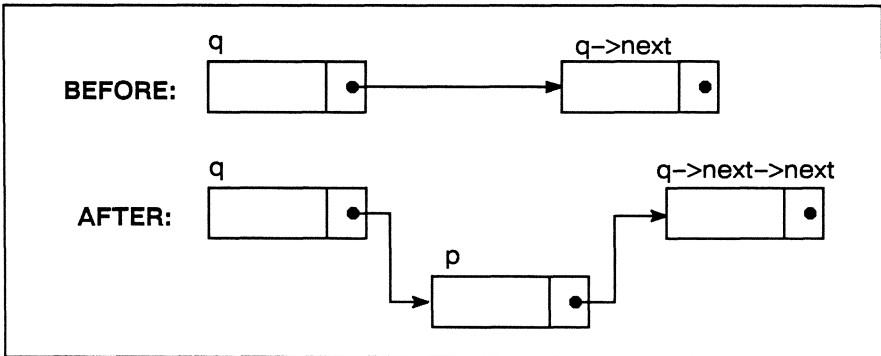 q
q->next
BEFORE:
q
q->next->next
AFTER:
p